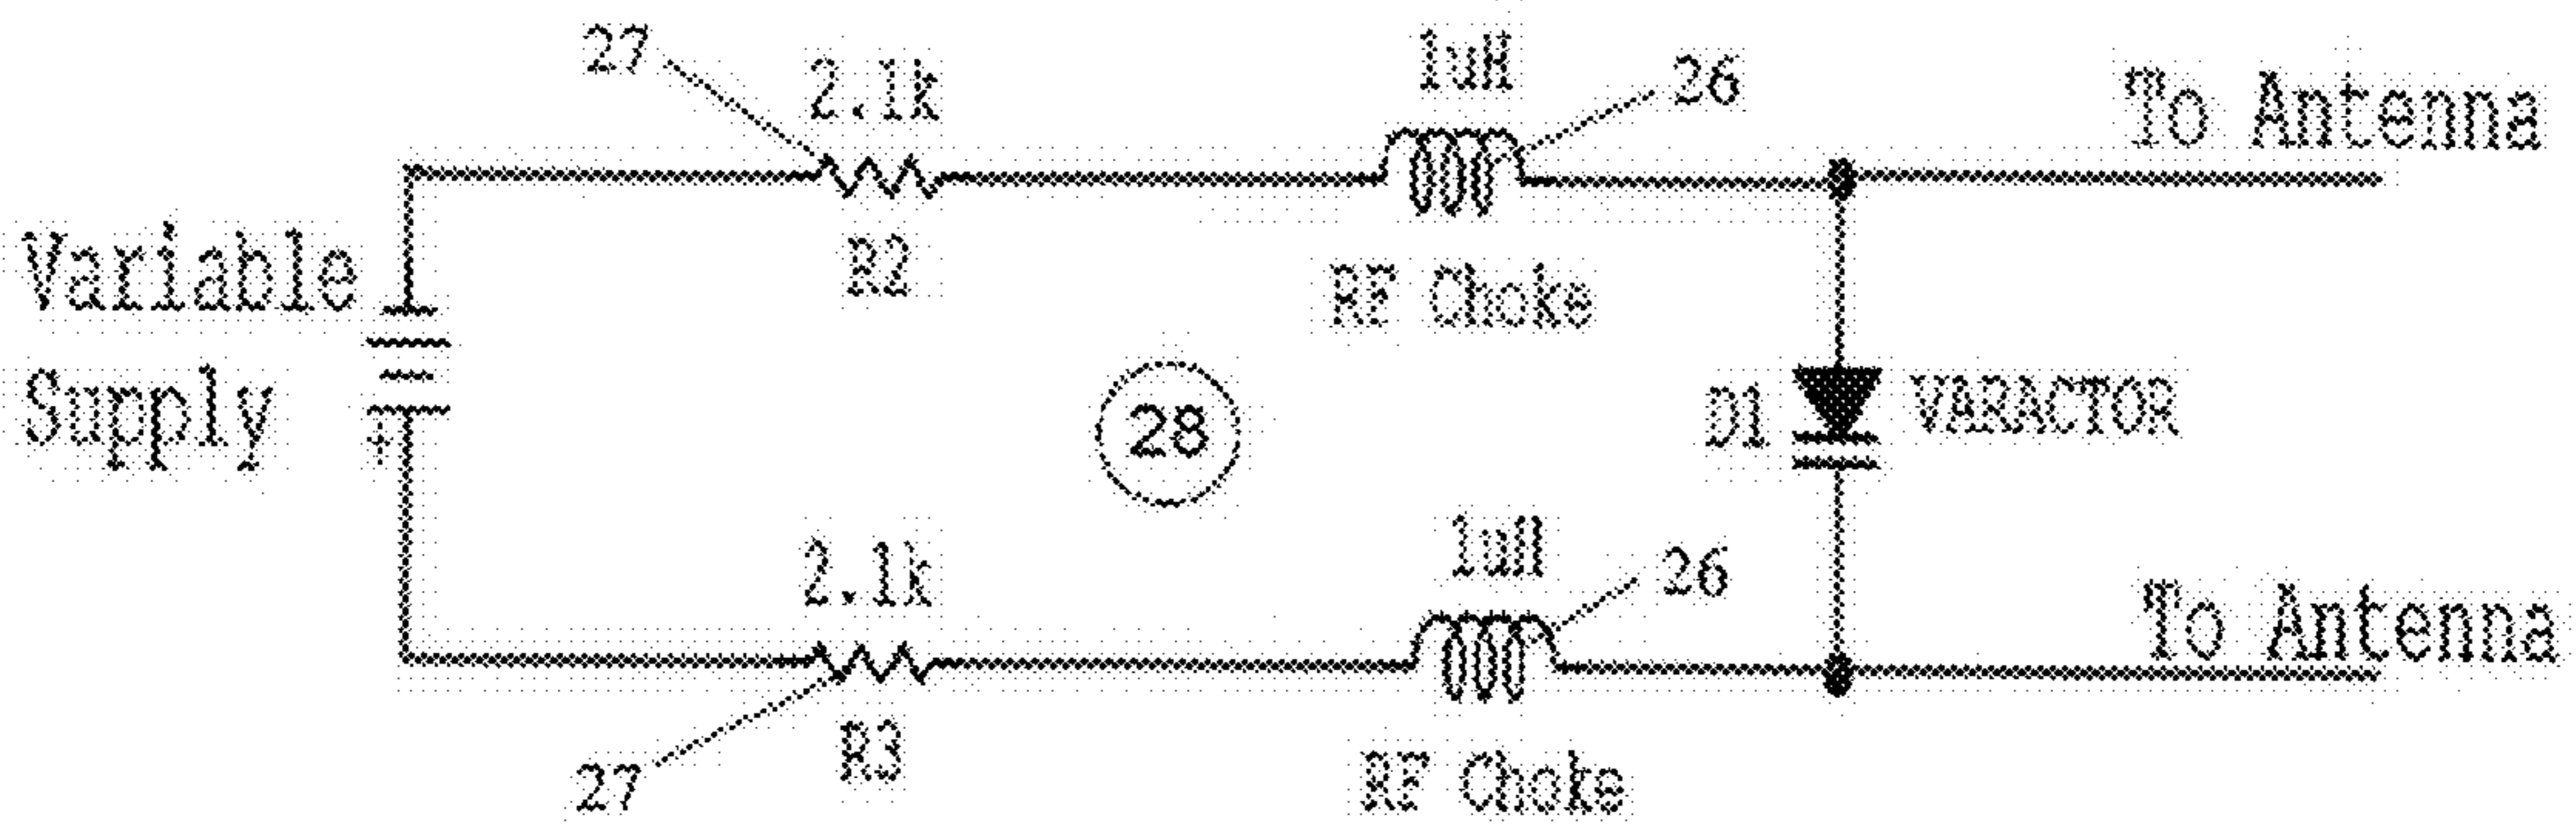 27
2.1k
1uH
26
To Antenna
Variable
Supply
+
R2
RF Choke
28
D1
VARACTOR
2.1k
1uH
26
To Antenna
R3
27
RF Choke